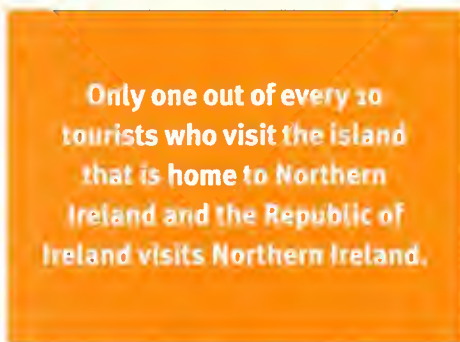 Only one out of every 10
tourists who visit the island
that is home to Northern
Ireland and the Republic of
Ireland visits Northern Ireland.